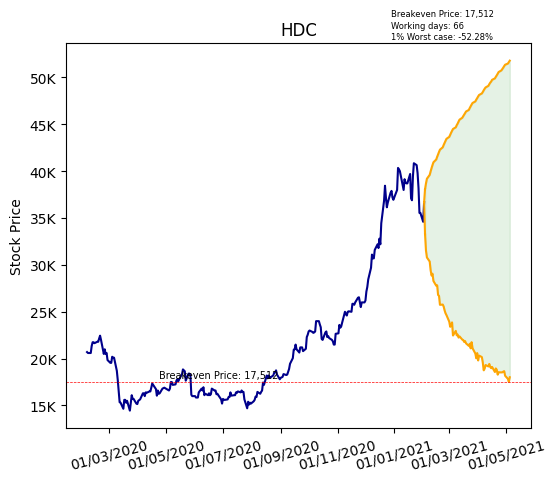 Breakeven Price: 17,512
Working days: 66
1% Worst case: -52.28%
HDC
50K
45K
40K
35K
30K
25K
20K
15K
Stock Price
Breakeven Price: 17,512
01/03/2020
01/05/2020
01/07/2020
01/09/2020
01/11/2020
01/01/2021
01/03/2021
01/05/2021